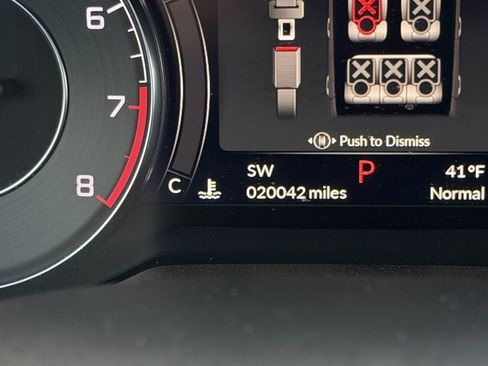 6
7
8
C
Push to Dismiss
SW P 41°F
020042 miles Normal